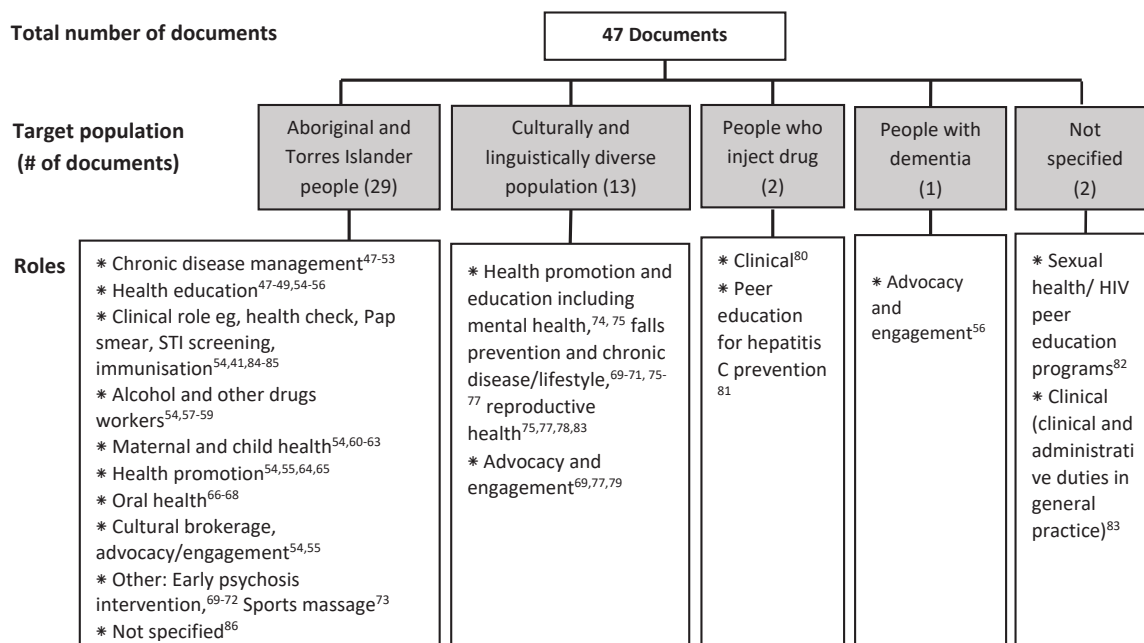 Total number of documents
47 Documents
Target population
(# of documents)
Aboriginal and
Torres Islander
people (29)
Culturally and
linguistically diverse
population (13)
People who
inject drug
(2)
People with
dementia
(1)
Not
specified
(2)
Roles
* Chronic disease management47-53
* Health education47-49,54-56
* Clinical role eg, health check, Pap
smear, STI screening,
immunisation54,41,84-85
* Alcohol and other drugs
workers54,57-59
* Maternal and child health54,60-63
* Health promotion54,55,64,65
* Oral health66-68
* Cultural brokerage,
advocacy/engagement54,55
* Other: Early psychosis
intervention,69-72 Sports massage73
* Not specified86
* Health promotion and
education including
mental health,74, 75 falls
prevention and chronic
disease/lifestyle,69-71, 75-
77 reproductive
health75,77,78,83
* Advocacy and
engagement69,77,79
* Clinical80
* Peer
education
for hepatitis
C prevention
81
* Advocacy
and
engagement56
* Sexual
health/ HIV
peer
education
programs82
* Clinical
(clinical and
administrati
ve duties in
general
practice)83